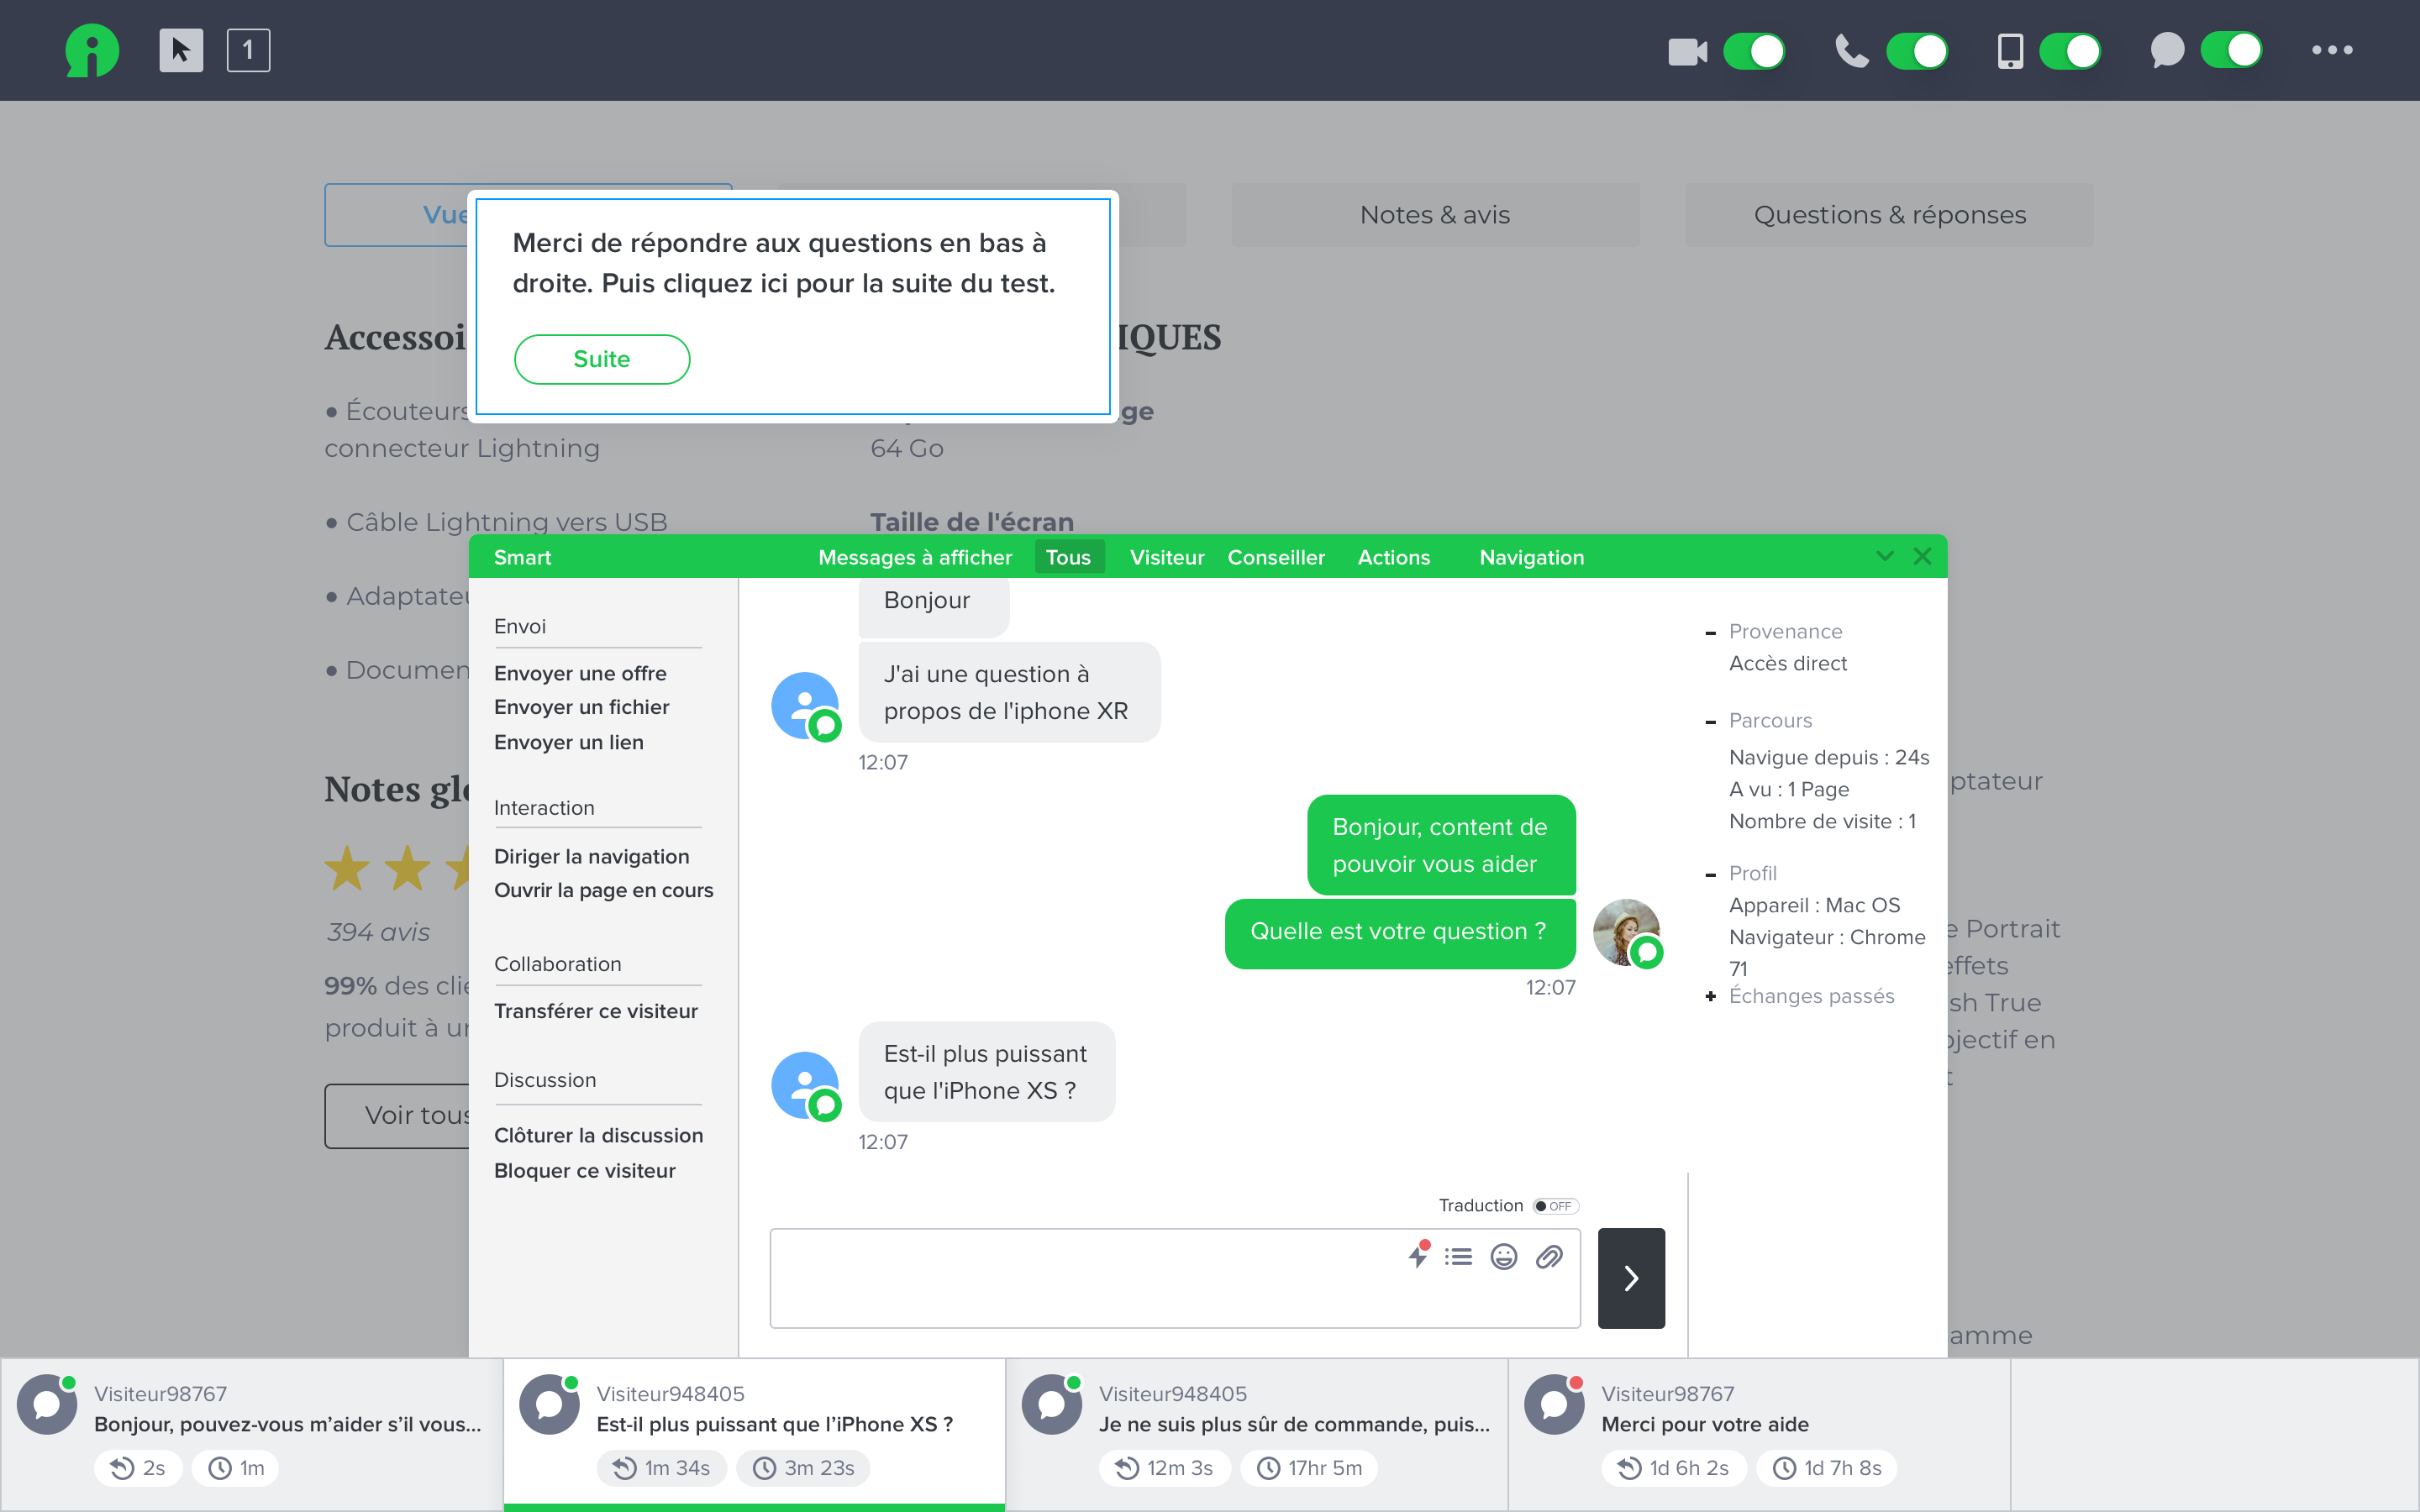 1
Vue
Notes & avis
Questions & réponses
Merci de répondre aux questions en bas à
droite. Puis cliquez ici pour la suite du test.
Suite
Accessoi
IQUES
● Écouteurs
connecteur Lightning
ge
64 Go
● Câble Lightning vers USB
Taille de l'écran
● Adaptateu
● Documen
Notes glo
394 avis
99% des clie
produit à un
Voir tous
ptateur
e Portrait
effets
sh True
bjectif en
t
amme
Smart
Messages à afficher
Tous
Visiteur
Conseiller
Actions
Navigation
Envoi
Envoyer une offre
Envoyer un fichier
Envoyer un lien
Interaction
Diriger la navigation
Ouvrir la page en cours
Collaboration
Transférer ce visiteur
Discussion
Clôturer la discussion
Bloquer ce visiteur
Bonjour
J'ai une question à
propos de l'iphone XR
12:07
Bonjour, content de
pouvoir vous aider
Quelle est votre question ?
12:07
Est-il plus puissant
que l'iPhone XS ?
12:07
Traduction OFF
Provenance
Accès direct
Parcours
Navigue depuis : 24s
A vu : 1 Page
Nombre de visite : 1
Profil
Appareil : Mac OS
Navigateur : Chrome
71
Échanges passés
Visiteur98767
Bonjour, pouvez-vous m’aider s’il vous...
2s
1m
Visiteur948405
Est-il plus puissant que l’iPhone XS ?
1m 34s
3m 23s
Visiteur948405
Je ne suis plus sûr de commande, puis...
12m 3s
17hr 5m
Visiteur98767
Merci pour votre aide
1d 6h 2s
1d 7h 8s